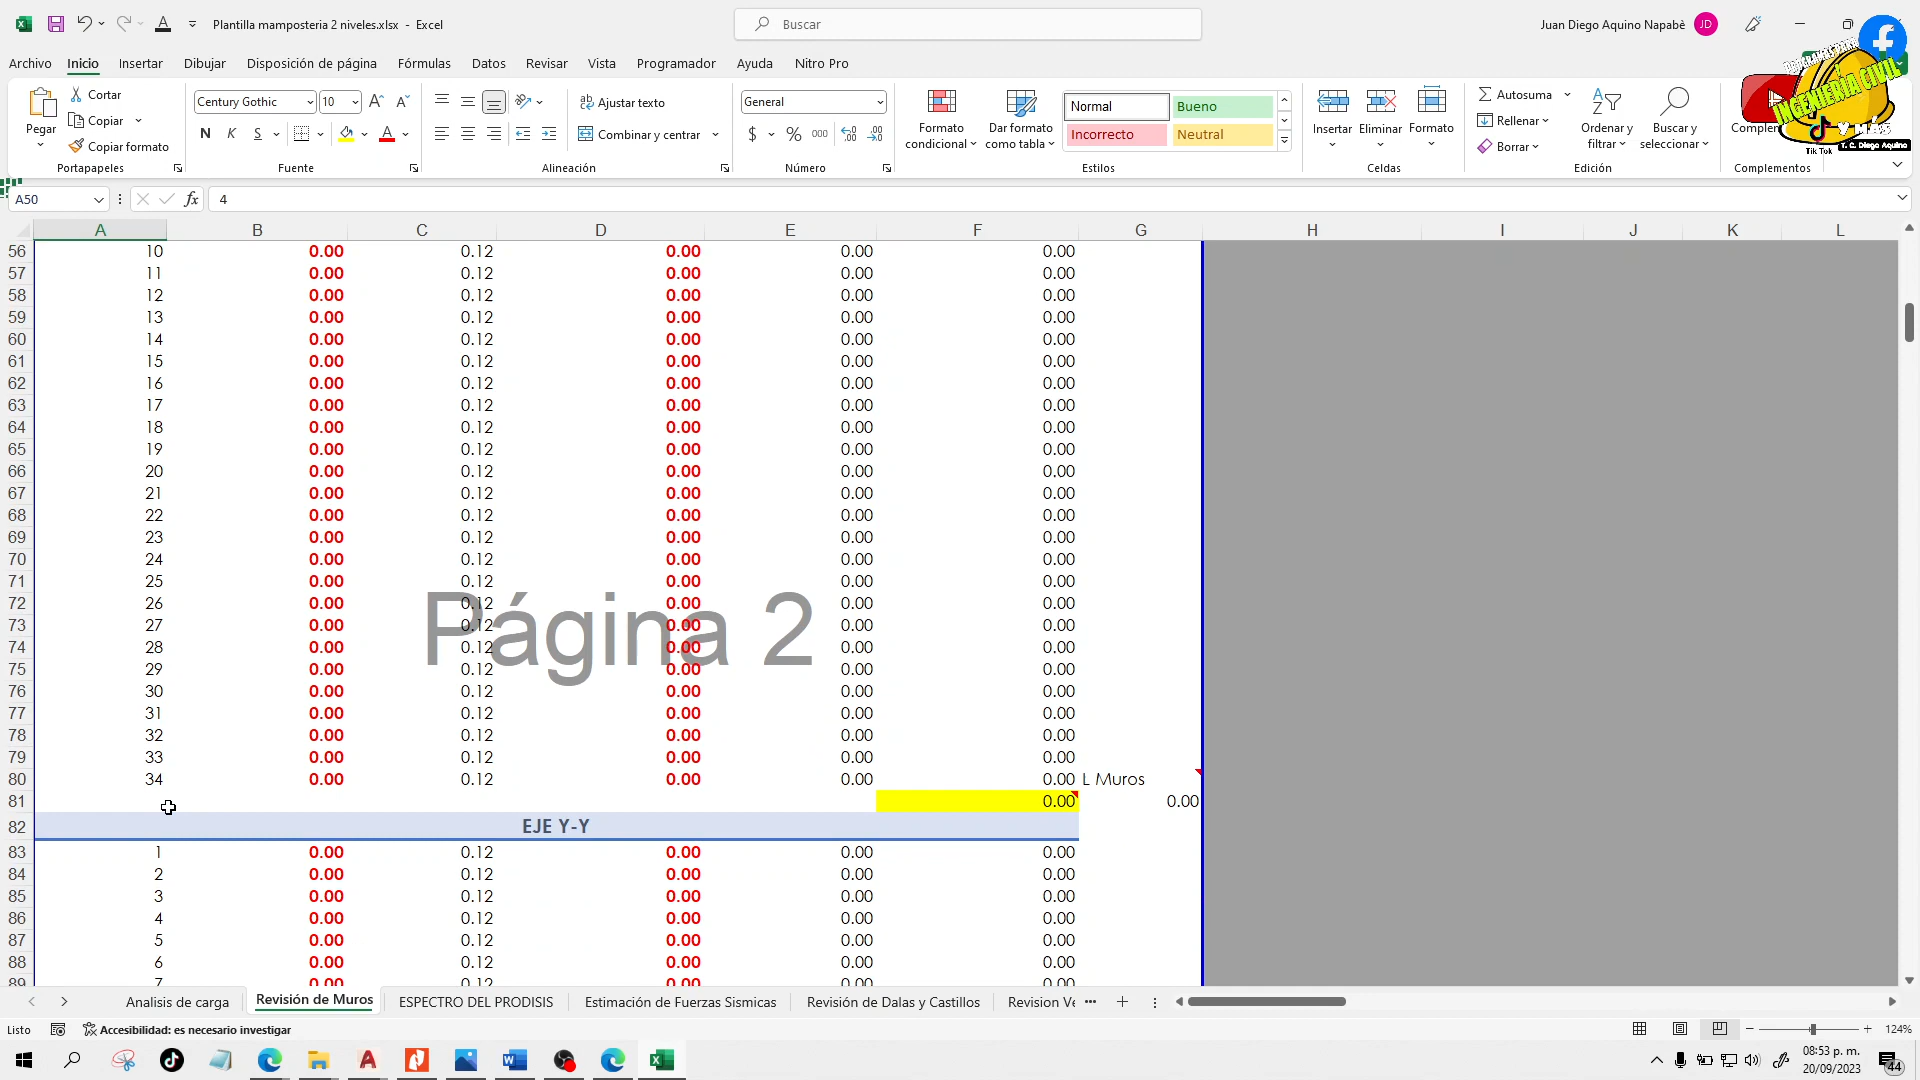 Plantilla mamposteria 2 niveles.xlsx - Excel
Buscar
Juan Diego Aquino Napabè JD
Archivo Inicio Insertar Dibujar Disposición de página Fórmulas Datos Revisar Vista Programador Ayuda Nitro Pro
Pegar
Cortar
Copiar
Copiar formato
Portapapeles
Century Gothic 10
N K S
Fuente
Ajustar texto
Combinar y centrar
Alineación
General
$ % 000
Número
Formato condicional
Dar formato como tabla
Normal Bueno
Incorrecto Neutral
Estilos
Insertar Eliminar Formato
Celdas
Autosuma
Rellenar
Borrar
Ordenar y filtrar
Buscar y seleccionar
Edición
Complementos
INGENIERÍA CIVIL
Y MÁS
Tik Tok
T. C. Diego Aquino
A50 fx 4
A B C D E F G H I J K L
56 10 0.00 0.12 0.00 0.00 0.00
57 11 0.00 0.12 0.00 0.00 0.00
58 12 0.00 0.12 0.00 0.00 0.00
59 13 0.00 0.12 0.00 0.00 0.00
60 14 0.00 0.12 0.00 0.00 0.00
61 15 0.00 0.12 0.00 0.00 0.00
62 16 0.00 0.12 0.00 0.00 0.00
63 17 0.00 0.12 0.00 0.00 0.00
64 18 0.00 0.12 0.00 0.00 0.00
65 19 0.00 0.12 0.00 0.00 0.00
66 20 0.00 0.12 0.00 0.00 0.00
67 21 0.00 0.12 0.00 0.00 0.00
68 22 0.00 0.12 0.00 0.00 0.00
69 23 0.00 0.12 0.00 0.00 0.00
70 24 0.00 0.12 0.00 0.00 0.00
71 25 0.00 0.12 0.00 0.00 0.00
72 26 0.00 0.12 0.00 0.00 0.00
73 27 0.00 0.12 0.00 0.00 0.00
Página 2
74 28 0.00 0.12 0.00 0.00 0.00
75 29 0.00 0.12 0.00 0.00 0.00
76 30 0.00 0.12 0.00 0.00 0.00
77 31 0.00 0.12 0.00 0.00 0.00
78 32 0.00 0.12 0.00 0.00 0.00
79 33 0.00 0.12 0.00 0.00 0.00
80 34 0.00 0.12 0.00 0.00 0.00 L Muros
81 0.00 0.00
82 EJE Y-Y
83 1 0.00 0.12 0.00 0.00 0.00
84 2 0.00 0.12 0.00 0.00 0.00
85 3 0.00 0.12 0.00 0.00 0.00
86 4 0.00 0.12 0.00 0.00 0.00
87 5 0.00 0.12 0.00 0.00 0.00
88 6 0.00 0.12 0.00 0.00 0.00
89 7 0.00 0.12 0.00 0.00 0.00
Analisis de carga Revisión de Muros ESPECTRO DEL PRODISIS Estimación de Fuerzas Sismicas Revisión de Dalas y Castillos Revision Ve
Listo Accesibilidad: es necesario investigar 124%
08:53 p. m.
20/09/2023
44